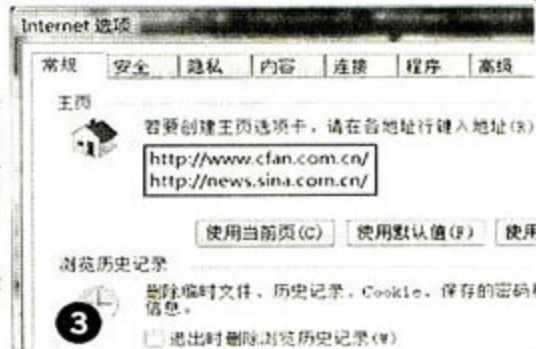 Internet 选项
常规 安全 隐私 内容 连接 程序 高级
主页
若要创建主页选项卡，请在各地址行键入地址(R)
http://www.cfan.com.cn/
http://news.sina.com.cn/
使用当前页(C) 使用默认值(F) 使用
浏览历史记录
删除临时文件、历史记录、Cookie、保存的密码
信息。
退出时删除浏览历史记录(W)
3